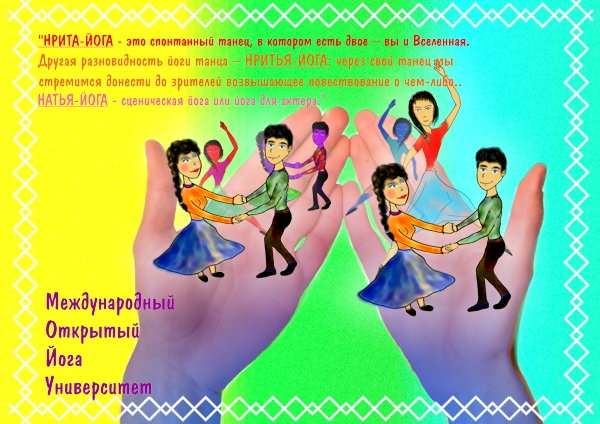 "НРИТА-ЙОГА - это спонтанный танец, в котором есть двое – вы и Вселенная.
Другая разновидность йоги танца – НРИТЬЯ-ЙОГА: через свой танец мы
стремимся донести до зрителей возвышающее повествование о чем-либо..
НАТЬЯ-ЙОГА - сценическая йога или йога для актера."
Международный
Открытый
Йога
Университет